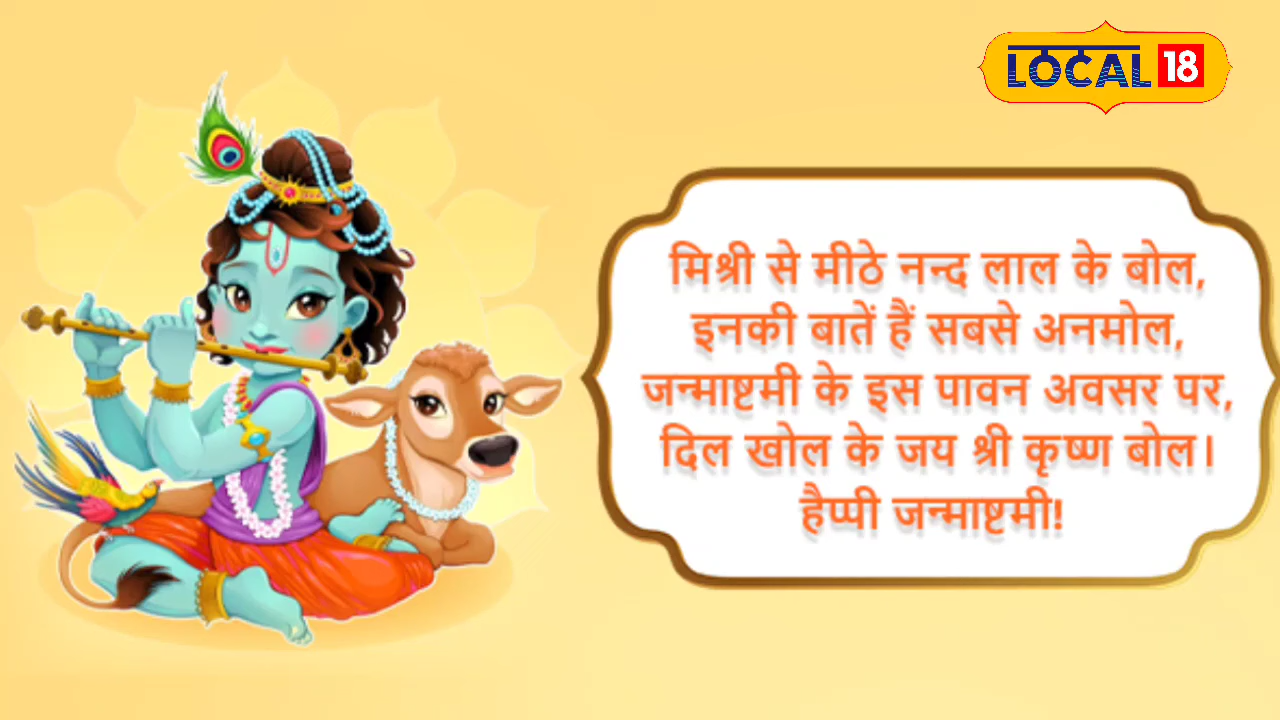 LOCAL 18
मिश्री से मीठे नन्द लाल के बोल,
इनकी बातें हैं सबसे अनमोल,
जन्माष्टमी के इस पावन अवसर पर,
दिल खोल के जय श्री कृष्ण बोल।
हैप्पी जन्माष्टमी!